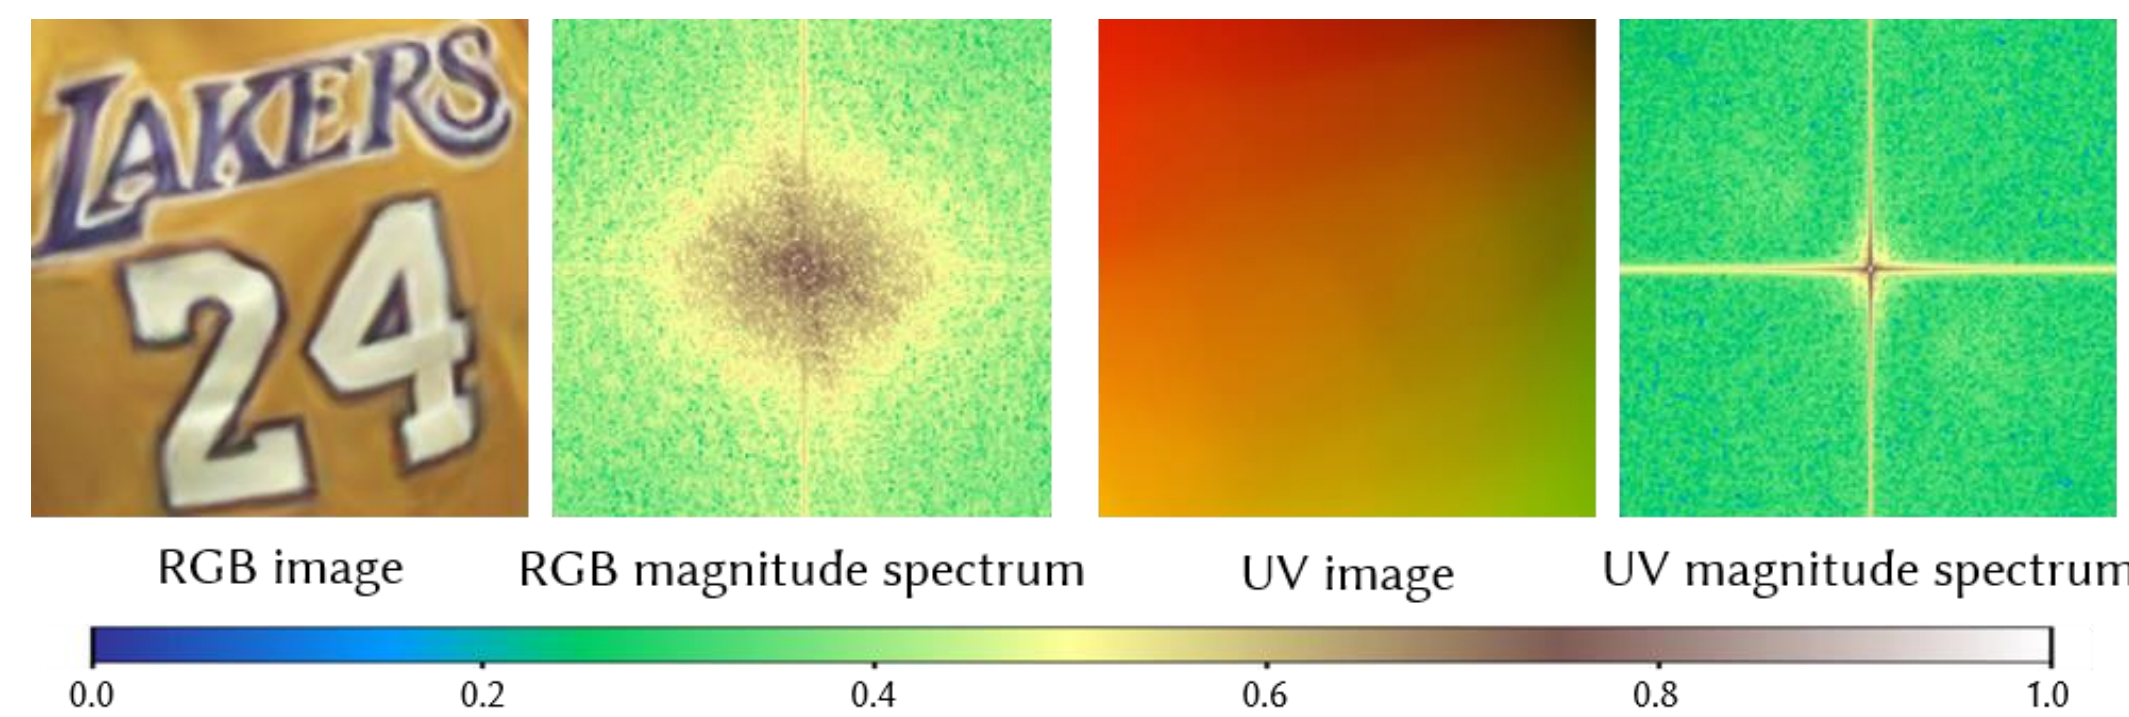 LAKERS
24
RGB image
RGB magnitude spectrum
UV image
UV magnitude spectrum
0.0 0.2 0.4 0.6 0.8 1.0